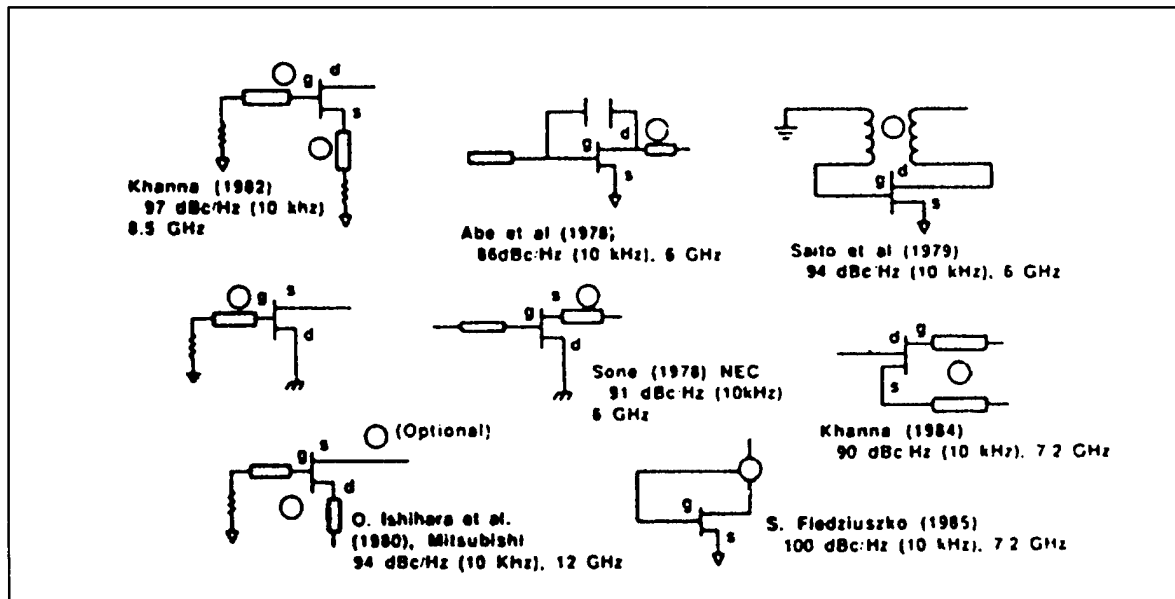 g d
s
Khanna (1982)
97 dBc/Hz (10 khz)
8.5 GHz
g d
s
Abe et al (1978)
86dBc/Hz (10 kHz), 6 GHz
g d
s
Saito et al (1979)
94 dBc/Hz (10 kHz), 6 GHz
g s
d
g s
d
Sone (1978) NEC
91 dBc/Hz (10kHz)
6 GHz
d g
s
Khanna (1984)
90 dBc/Hz (10 kHz), 7.2 GHz
(Optional)
g s
d
O. Ishihara et al.
(1980), Mitsubishi
94 dBc/Hz (10 Khz), 12 GHz
g
s
S. Fiedziuszko (1985)
100 dBc/Hz (10 kHz), 7.2 GHz